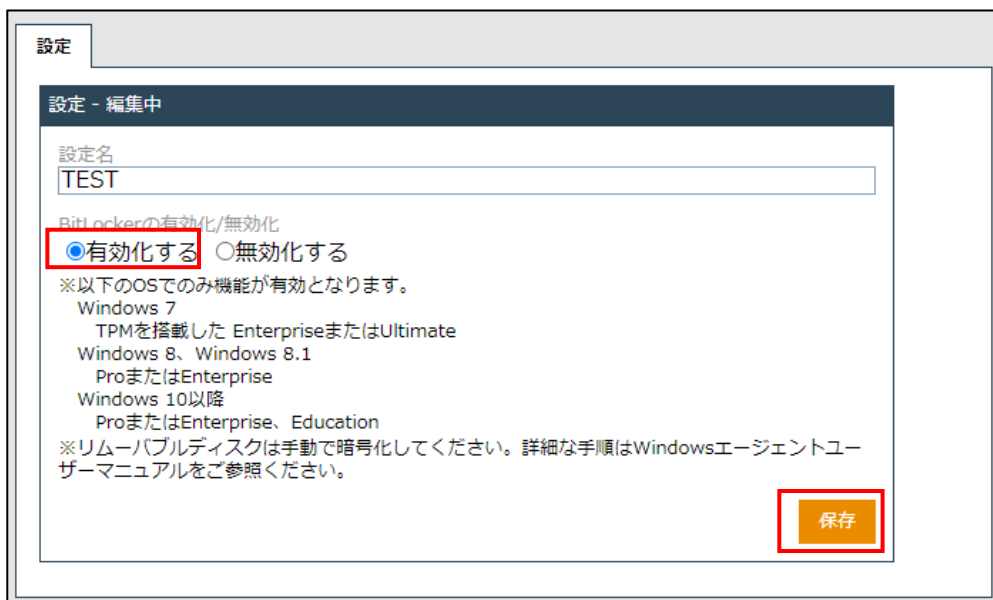 設定
設定 - 編集中
設定名
TEST
BitLockerの有効化/無効化
有効化する 無効化する
※以下のOSでのみ機能が有効となります。
Windows 7
TPMを搭載した EnterpriseまたはUltimate
Windows 8、Windows 8.1
ProまたはEnterprise
Windows 10以降
ProまたはEnterprise、Education
※リムーバブルディスクは手動で暗号化してください。詳細な手順はWindowsエージェントユー
ザーマニュアルをご参照ください。
保存